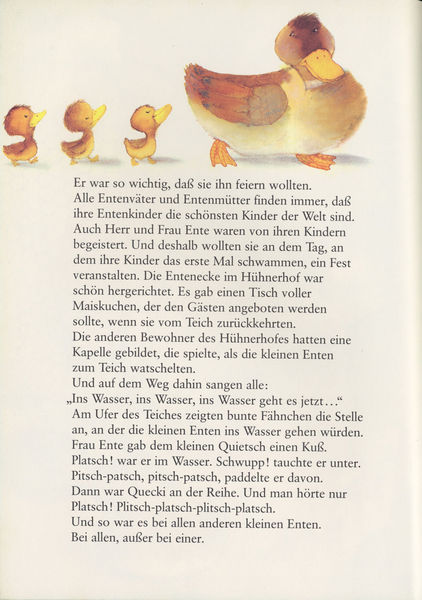 Er war so wichtig, daß sie ihn feiern wollten.
Alle Entenväter und Entenmütter finden immer, daß
ihre Entenkinder die schönsten Kinder der Welt sind.
Auch Herr und Frau Ente waren von ihren Kindern
begeistert. Und deshalb wollten sie an dem Tag, an
dem ihre Kinder das erste Mal schwammen, ein Fest
veranstalten. Die Entenecke im Hühnerhof war
schön hergerichtet. Es gab einen Tisch voller
Maiskuchen, der den Gästen angeboten werden
sollte, wenn sie vom Teich zurückkehrten.
Die anderen Bewohner des Hühnerhofes hatten eine
Kapelle gebildet, die spielte, als die kleinen Enten
zum Teich watschelten.
Und auf dem Weg dahin sangen alle:
„Ins Wasser, ins Wasser, ins Wasser geht es jetzt…“
Am Ufer des Teiches zeigten bunte Fähnchen die Stelle
an, an der die kleinen Enten ins Wasser gehen würden.
Frau Ente gab dem kleinen Quietsch einen Kuß.
Platsch! war er im Wasser. Schwupp! tauchte er unter.
Pitsch-patsch, pitsch-patsch, paddelte er davon.
Dann war Quecki an der Reihe. Und man hörte nur
Platsch! Plitsch-platsch-plitsch-platsch.
Und so war es bei allen anderen kleinen Enten.
Bei allen, außer bei einer.